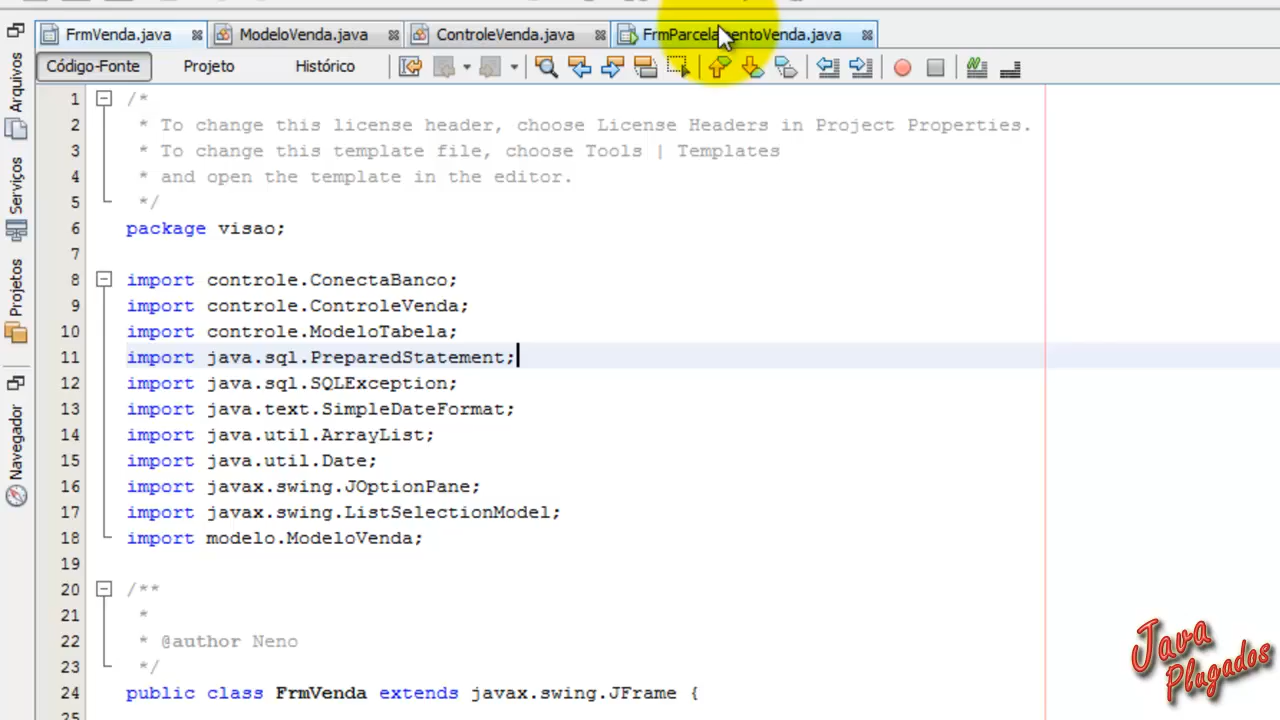 FrmVenda.java ModeloVenda.java ControleVenda.java FrmParcelamentoVenda.java
Código-Fonte Projeto Histórico
Arquivos
Serviços
Projetos
Navegador
1 /*
2 * To change this license header, choose License Headers in Project Properties.
3 * To change this template file, choose Tools | Templates
4 * and open the template in the editor.
5 */
6 package visao;
7
8 import controle.ConectaBanco;
9 import controle.ControleVenda;
10 import controle.ModeloTabela;
11 import java.sql.PreparedStatement;
12 import java.sql.SQLException;
13 import java.text.SimpleDateFormat;
14 import java.util.ArrayList;
15 import java.util.Date;
16 import javax.swing.JOptionPane;
17 import javax.swing.ListSelectionModel;
18 import modelo.ModeloVenda;
19
20 /**
21 *
22 * @author Neno
23 */
24 public class FrmVenda extends javax.swing.JFrame {
25
Java
Plugados